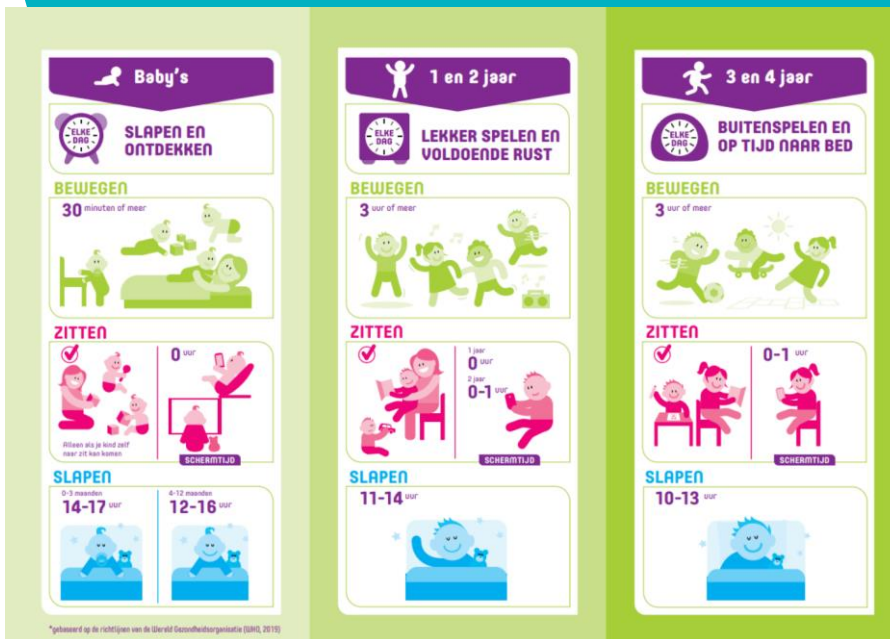 Baby's
ELKE
DAG
SLAPEN EN
ONTDEKKEN
BEWEGEN
30 minuten of meer
ZITTEN
0 uur
Alleen als je kind zelf
naar zit kan komen
SCHERMTIJD
SLAPEN
0-3 maanden
14-17 uur
4-12 maanden
12-16 uur
*gebaseerd op de richtlijnen van de Wereld Gezondheidsorganisatie (WHO, 2019)
1 en 2 jaar
ELKE
DAG
LEKKER SPELEN EN
VOLDOENDE RUST
BEWEGEN
3 uur of meer
ZITTEN
1 jaar
0 uur
2 jaar
0-1 uur
SCHERMTIJD
SLAPEN
11-14 uur
3 en 4 jaar
ELKE
DAG
BUITENSPELEN EN
OP TIJD NAAR BED
BEWEGEN
3 uur of meer
ZITTEN
0-1 uur
SCHERMTIJD
SLAPEN
10-13 uur